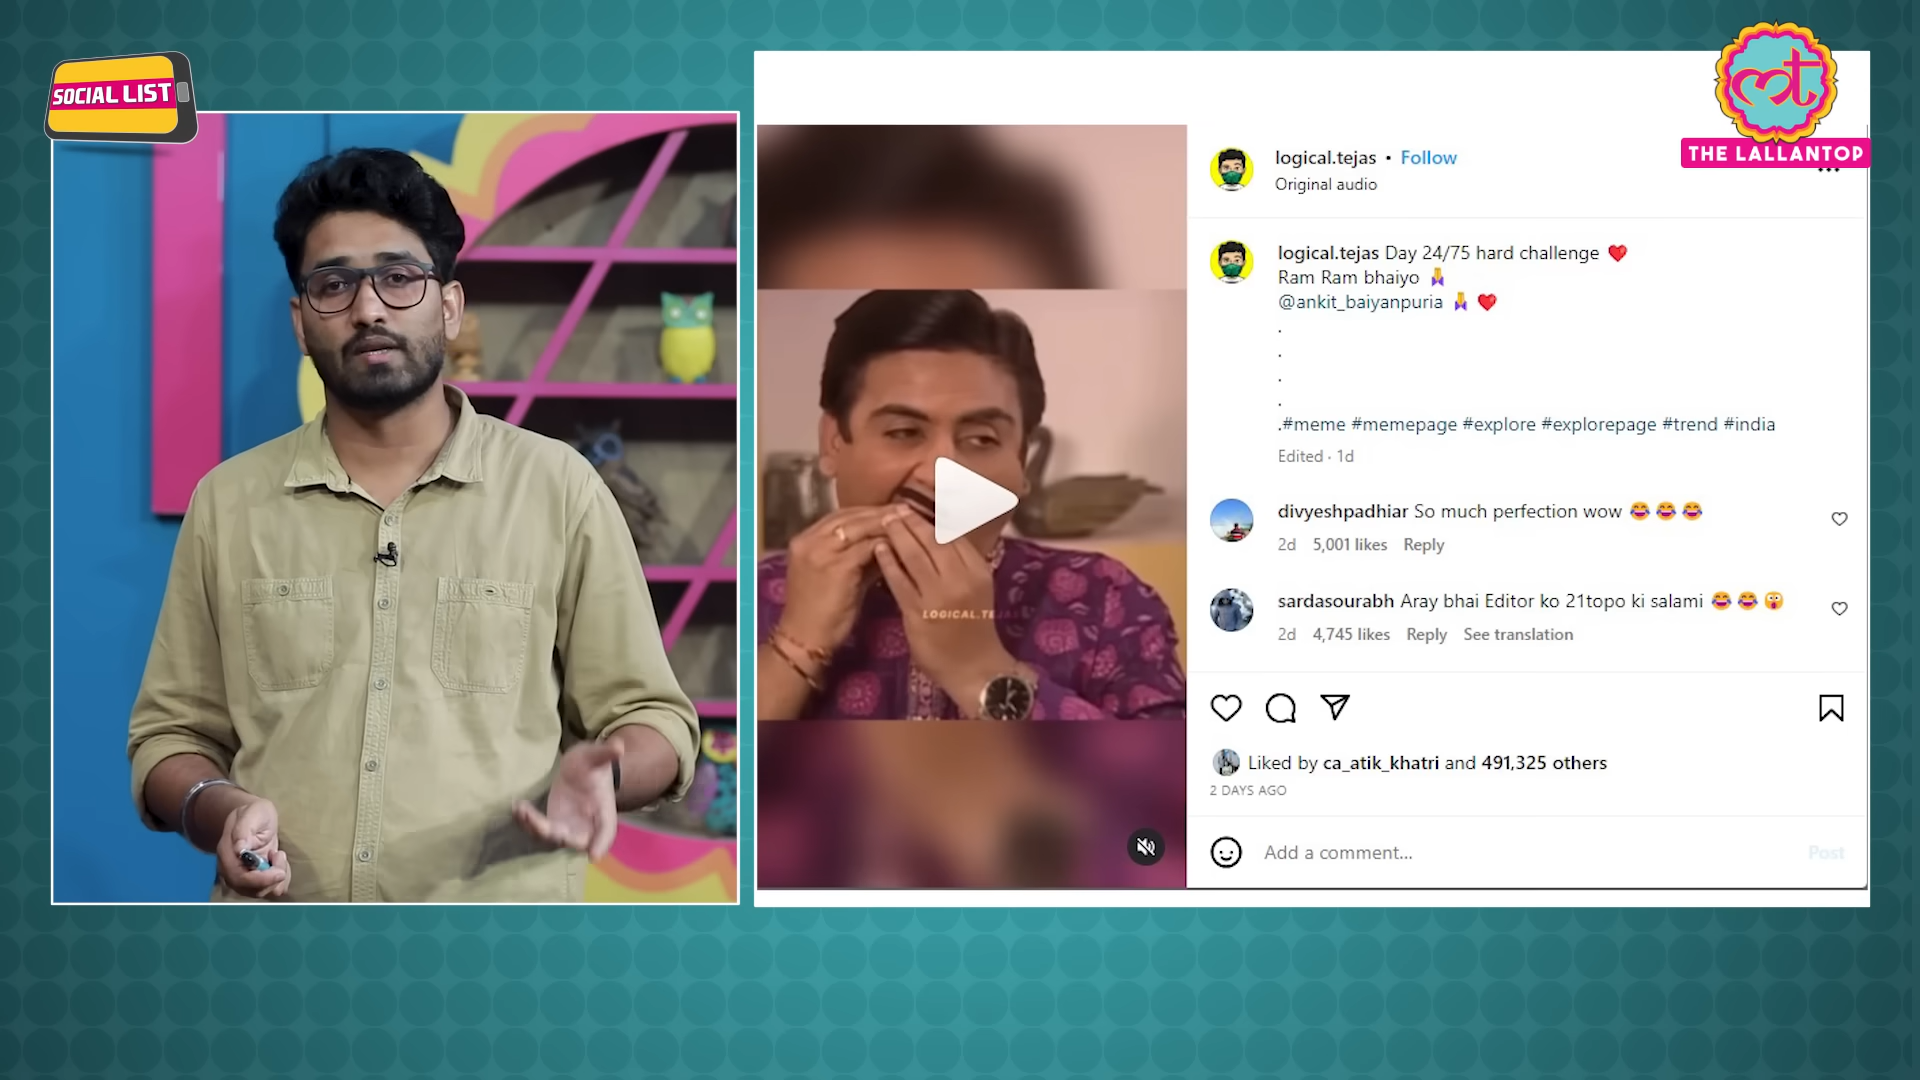 SOCIAL LIST
THE LALLANTOP
logical.tejas • Follow
Original audio
logical.tejas Day 24/75 hard challenge ❤️
Ram Ram bhaiyo 🙏
@ankit_baiyanpuria 🙏 ❤️
.
.
.
.
.#meme #memepage #explore #explorepage #trend #india
Edited · 1d
divyeshpadhiar So much perfection wow 😂 😂 😂
2d 5,001 likes Reply
sardasourabh Aray bhai Editor ko 21topo ki salami 😂 😂 😲
2d 4,745 likes Reply See translation
LOGICAL.TEJAS
Liked by ca_atik_khatri and 491,325 others
2 DAYS AGO
Add a comment...
Post